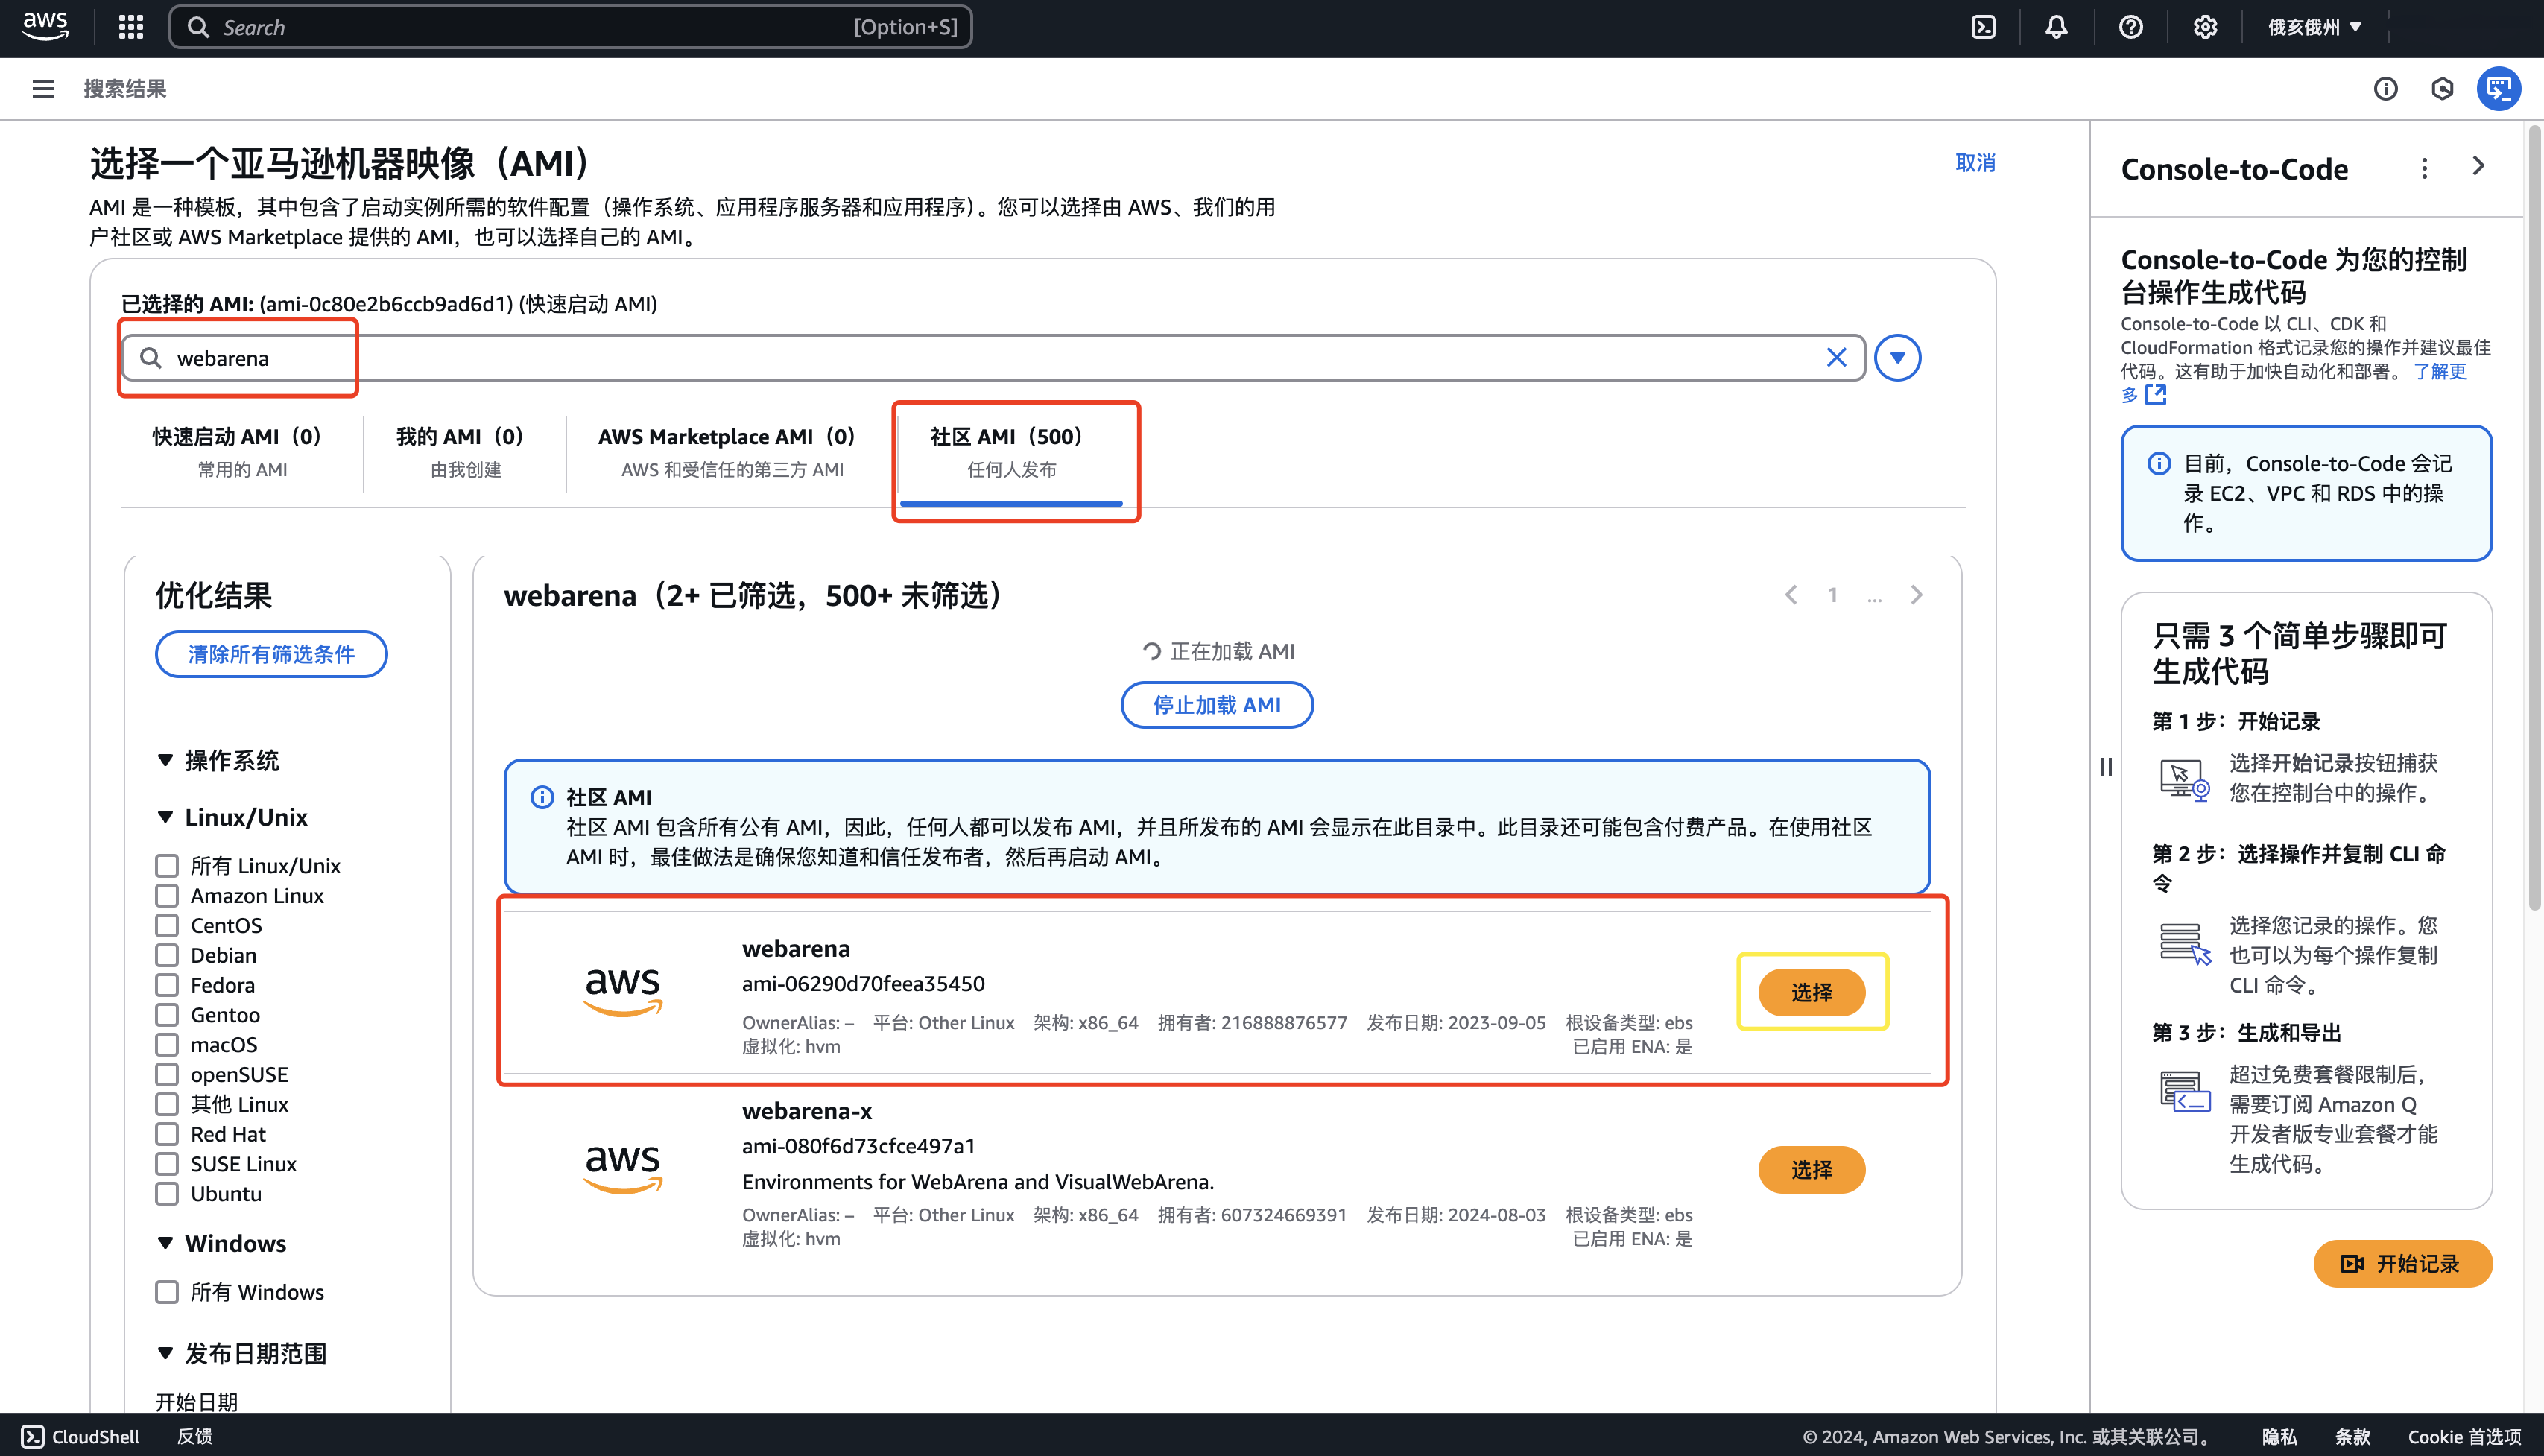 aws
Search
[Option+S]
俄亥俄州
搜索结果
选择一个亚马逊机器映像（AMI）
取消
AMI 是一种模板，其中包含了启动实例所需的软件配置（操作系统、应用程序服务器和应用程序）。您可以选择由 AWS、我们的用
户社区或 AWS Marketplace 提供的 AMI，也可以选择自己的 AMI。
已选择的 AMI: (ami-0c80e2b6ccb9ad6d1) (快速启动 AMI)
webarena
快速启动 AMI（0）
常用的 AMI
我的 AMI（0）
由我创建
AWS Marketplace AMI（0）
AWS 和受信任的第三方 AMI
社区 AMI（500）
任何人发布
优化结果
清除所有筛选条件
操作系统
Linux/Unix
所有 Linux/Unix
Amazon Linux
CentOS
Debian
Fedora
Gentoo
macOS
openSUSE
其他 Linux
Red Hat
SUSE Linux
Ubuntu
Windows
所有 Windows
发布日期范围
开始日期
webarena（2+ 已筛选，500+ 未筛选）
1
...
正在加载 AMI
停止加载 AMI
社区 AMI
社区 AMI 包含所有公有 AMI，因此，任何人都可以发布 AMI，并且所发布的 AMI 会显示在此目录中。此目录还可能包含付费产品。在使用社区
AMI 时，最佳做法是确保您知道和信任发布者，然后再启动 AMI。
aws
webarena
ami-06290d70feea35450
OwnerAlias: – 平台: Other Linux 架构: x86_64 拥有者: 216888876577 发布日期: 2023-09-05 根设备类型: ebs
虚拟化: hvm 已启用 ENA: 是
选择
aws
webarena-x
ami-080f6d73cfce497a1
Environments for WebArena and VisualWebArena.
OwnerAlias: – 平台: Other Linux 架构: x86_64 拥有者: 607324669391 发布日期: 2024-08-03 根设备类型: ebs
虚拟化: hvm 已启用 ENA: 是
选择
Console-to-Code
Console-to-Code 为您的控制
台操作生成代码
Console-to-Code 以 CLI、CDK 和
CloudFormation 格式记录您的操作并建议最佳
代码。这有助于加快自动化和部署。 了解更
多
目前，Console-to-Code 会记
录 EC2、VPC 和 RDS 中的操
作。
只需 3 个简单步骤即可
生成代码
第 1 步：开始记录
选择开始记录按钮捕获
您在控制台中的操作。
第 2 步：选择操作并复制 CLI 命
令
选择您记录的操作。您
也可以为每个操作复制
CLI 命令。
第 3 步：生成和导出
超过免费套餐限制后，
需要订阅 Amazon Q
开发者版专业套餐才能
生成代码。
开始记录
CloudShell
反馈
© 2024, Amazon Web Services, Inc. 或其关联公司。
隐私
条款
Cookie 首选项